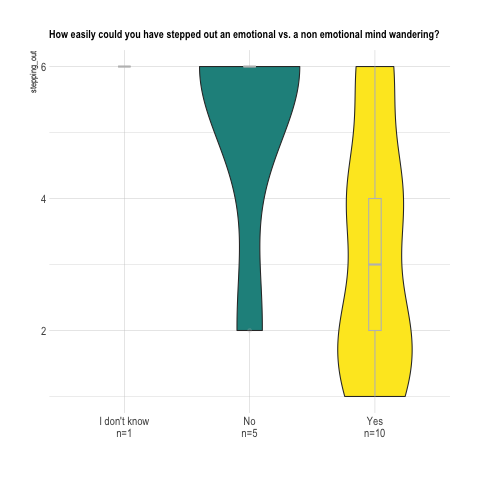 How easily could you have stepped out an emotional vs. a non emotional mind wandering?
stepping_out
6
4
2
I don't know
n=1
No
n=5
Yes
n=10